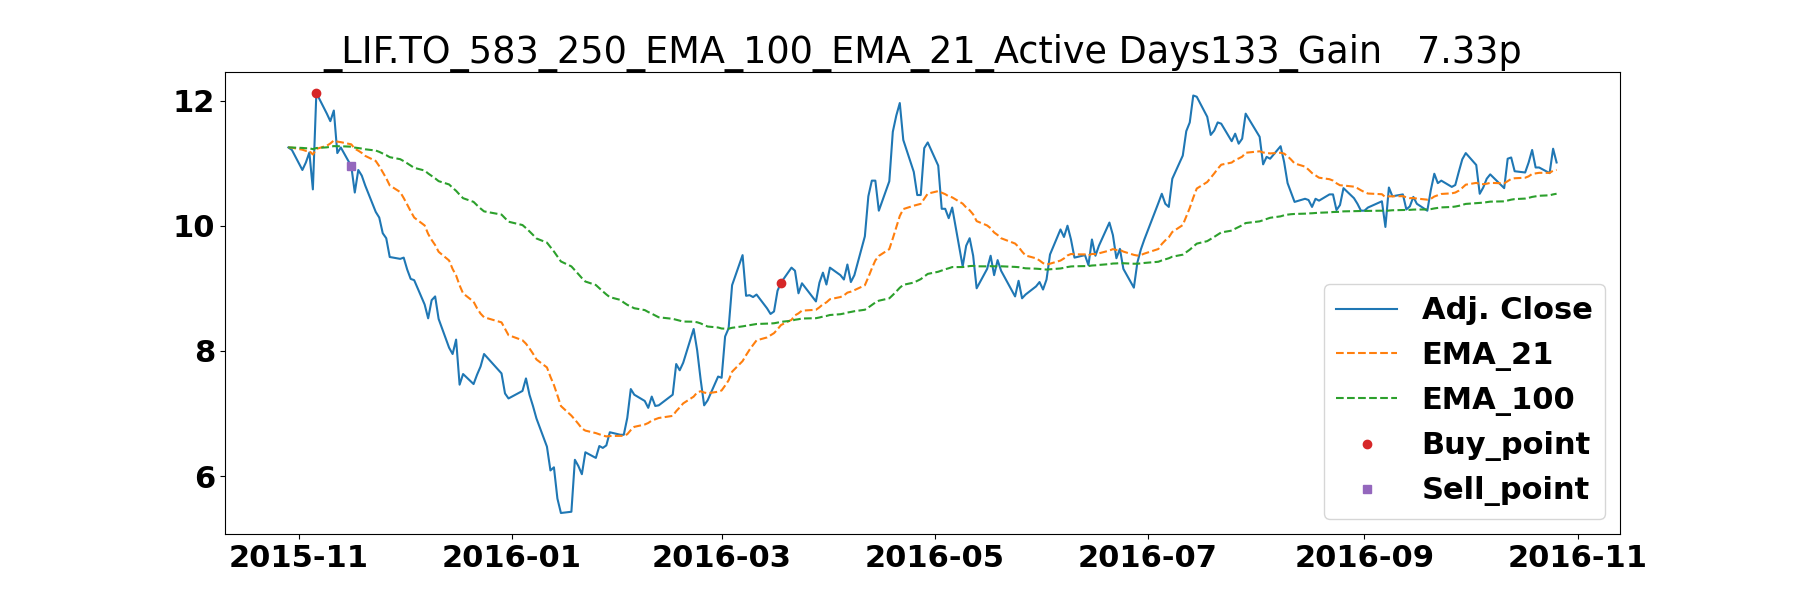 _LIF.TO_583_250_EMA_100_EMA_21_Active Days133_Gain   7.33p
12
10
8
6
2015-11 2016-01 2016-03 2016-05 2016-07 2016-09 2016-11
Adj. Close
EMA_21
EMA_100
Buy_point
Sell_point